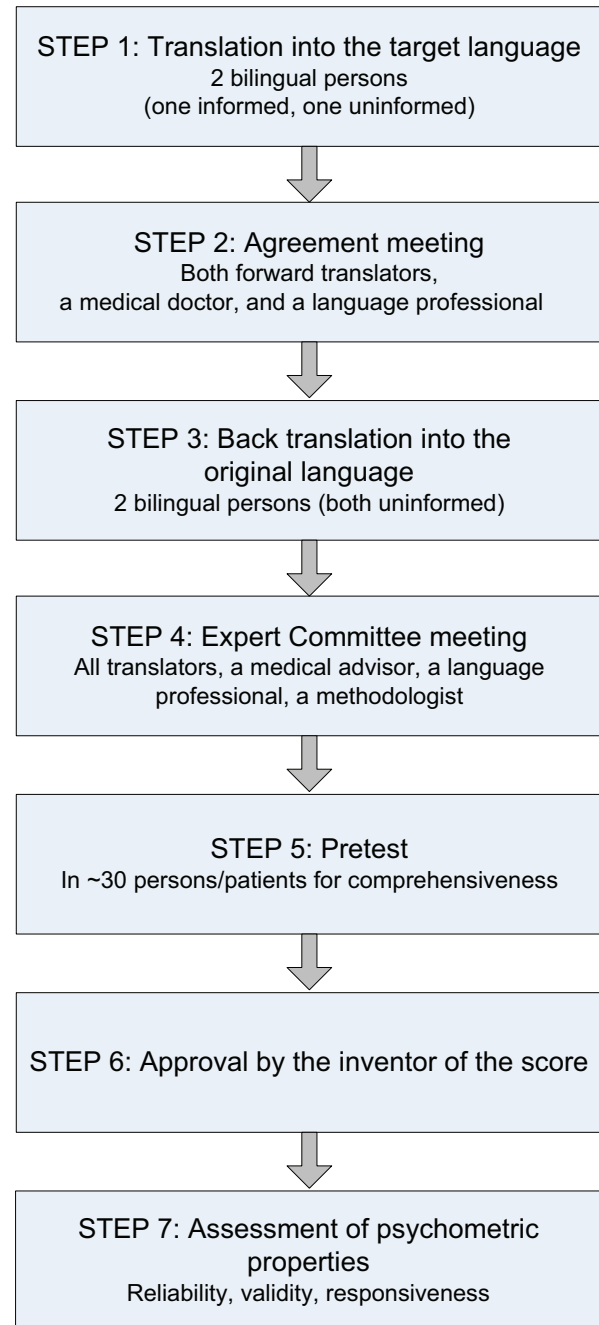 STEP 1: Translation into the target language
2 bilingual persons
(one informed, one uninformed)
STEP 2: Agreement meeting
Both forward translators,
a medical doctor, and a language professional
STEP 3: Back translation into the
original language
2 bilingual persons (both uninformed)
STEP 4: Expert Committee meeting
All translators, a medical advisor, a language
professional, a methodologist
STEP 5: Pretest
In ~30 persons/patients for comprehensiveness
STEP 6: Approval by the inventor of the score
STEP 7: Assessment of psychometric
properties
Reliability, validity, responsiveness